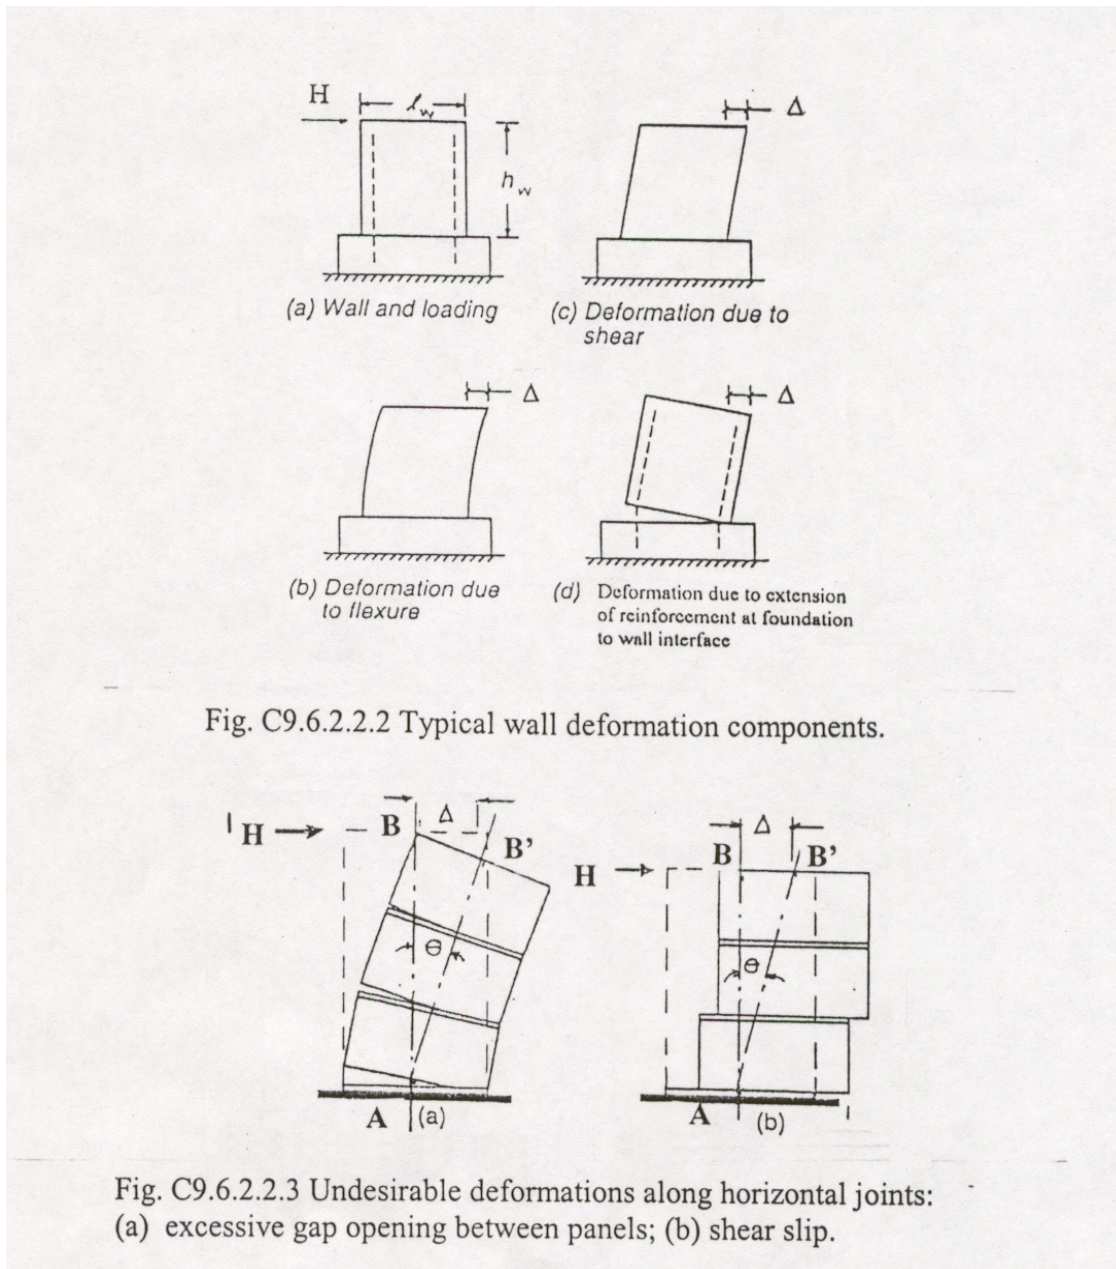 H
ℓw
hw
(a) Wall and loading
Δ
(c) Deformation due to
shear
Δ
(b) Deformation due
to flexure
Δ
(d) Deformation due to extension
of reinforcement at foundation
to wall interface
Fig. C9.6.2.2.2 Typical wall deformation components.
H
B
Δ
B'
θ
A
(a)
H
B
Δ
B'
θ
A
(b)
Fig. C9.6.2.2.3 Undesirable deformations along horizontal joints:
(a) excessive gap opening between panels; (b) shear slip.